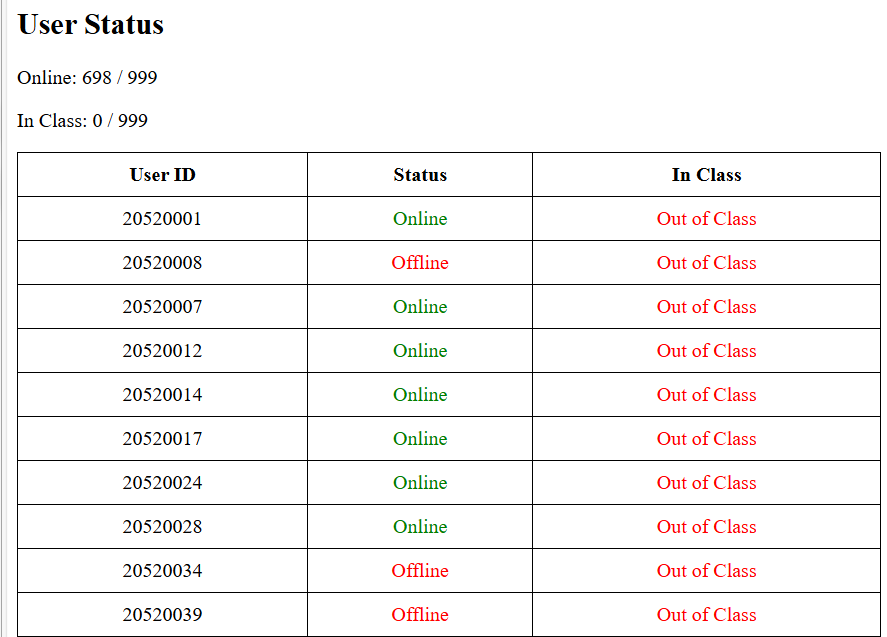 User Status
Online: 698 / 999
In Class: 0 / 999
User ID Status In Class
20520001 Online Out of Class
20520008 Offline Out of Class
20520007 Online Out of Class
20520012 Online Out of Class
20520014 Online Out of Class
20520017 Online Out of Class
20520024 Online Out of Class
20520028 Online Out of Class
20520034 Offline Out of Class
20520039 Offline Out of Class